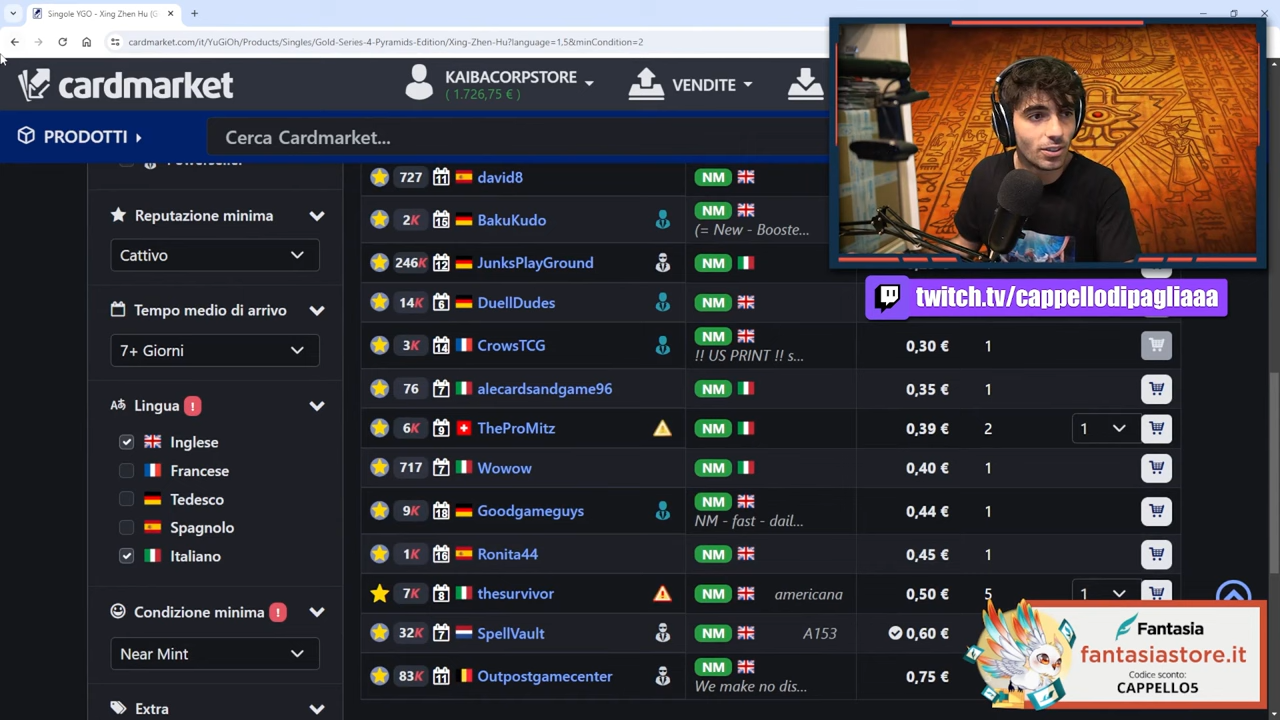 Singole YGO - Xing Zhen Hu (G
cardmarket.com/it/YuGiOh/Products/Singles/Gold-Series-4-Pyramids-Edition/Xing-Zhen-Hu?language=1,5&minCondition=2
cardmarket
KAIBACORPSTORE
( 1.726,75 € )
VENDITE
PRODOTTI
Cerca Cardmarket...
Reputazione minima
Cattivo
Tempo medio di arrivo
7+ Giorni
Lingua !
Inglese
Francese
Tedesco
Spagnolo
Italiano
Condizione minima !
Near Mint
Extra
727 11 david8 NM
2K 16 BakuKudo NM
(= New - Booste...
246K 12 JunksPlayGround NM
14K 6 DuellDudes NM
3K 14 CrowsTCG NM 0,30 € 1
!! US PRINT !! s...
76 7 alecardsandgame96 NM 0,35 € 1
6K 9 TheProMitz NM 0,39 € 2 1
717 7 Wowow NM 0,40 € 1
9K 18 Goodgameguys NM 0,44 € 1
NM - fast - dail...
1K 16 Ronita44 NM 0,45 € 1
7K 8 thesurvivor NM americana 0,50 € 5 1
32K 7 SpellVault NM A153 0,60 €
83K 11 Outpostgamecenter NM 0,75 €
We make no dis...
twitch.tv/cappellodipagliaaa
Fantasia
fantasiastore.it
Codice sconto:
CAPPELLO5